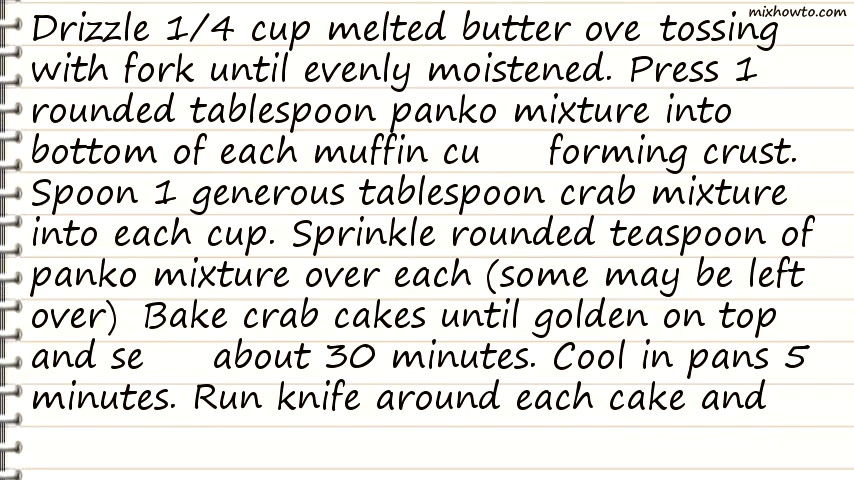 mixhowto.com
Drizzle 1/4 cup melted butter ove tossing
with fork until evenly moistened. Press 1
rounded tablespoon panko mixture into
bottom of each muffin cu forming crust.
Spoon 1 generous tablespoon crab mixture
into each cup. Sprinkle rounded teaspoon of
panko mixture over each (some may be left
over) Bake crab cakes until golden on top
and se about 30 minutes. Cool in pans 5
minutes. Run knife around each cake and